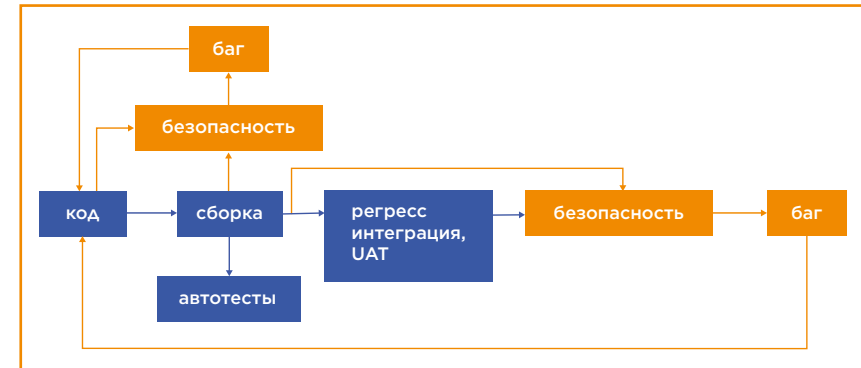 баг
безопасность
код
сборка
регресс
интеграция,
UAT
безопасность
баг
автотесты